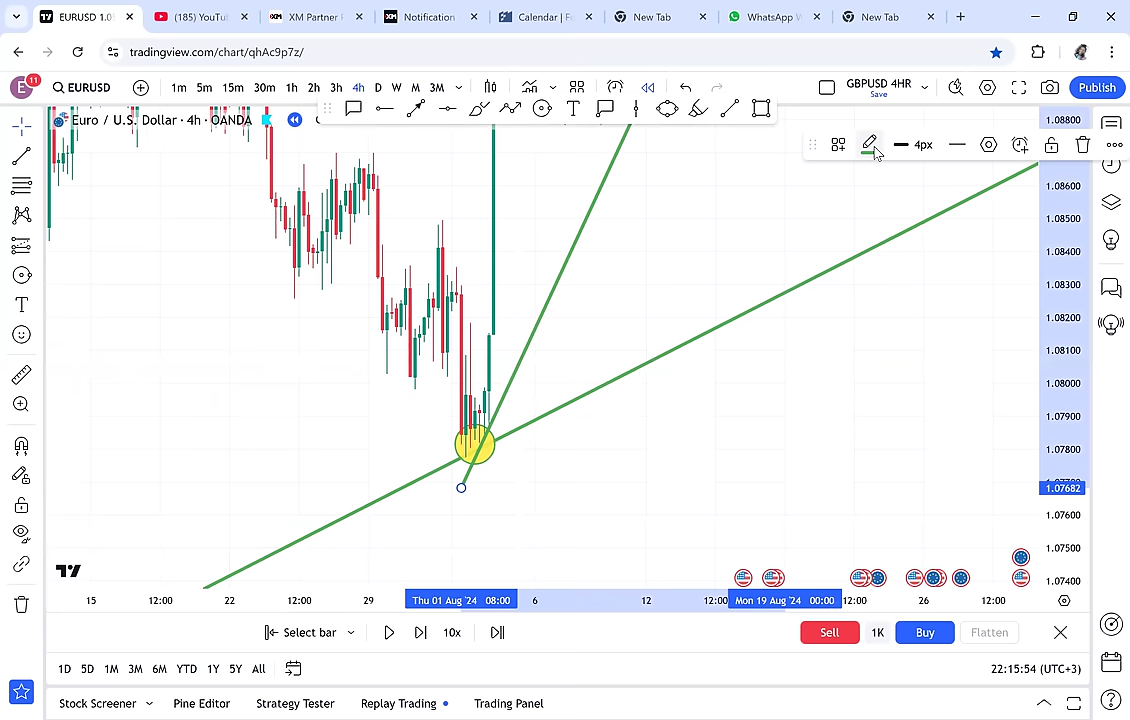 EURUSD 1.0
(185) YouTu
XM Partner
Notification
Calendar | Fo
New Tab
WhatsApp W
New Tab
tradingview.com/chart/qhAc9p7z/
E
11
EURUSD
1m 5m 15m 30m 1h 2h 3h 4h D W M 3M
GBPUSD 4HR
Save
Publish
Euro / U.S. Dollar · 4h · OANDA
4px
1.08800
1.08600
1.08500
1.08400
1.08300
1.08200
1.08100
1.08000
1.07900
1.07800
1.07682
1.07600
1.07500
1.07400
15 12:00 22 12:00 29 Thu 01 Aug '24 08:00 6 12 12:00 Mon 19 Aug '24 00:00 12:00 26 12:00
Select bar
10x
Sell
1K
Buy
Flatten
1D 5D 1M 3M 6M YTD 1Y 5Y All
22:15:54 (UTC+3)
Stock Screener
Pine Editor
Strategy Tester
Replay Trading
Trading Panel